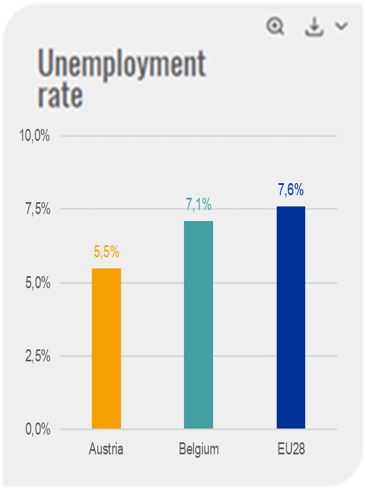 Unemployment
rate
10,0%
7,6%
7,5%
7,1%
5,5%
5,0%
2,5%
0,0%
Austria Belgium EU28